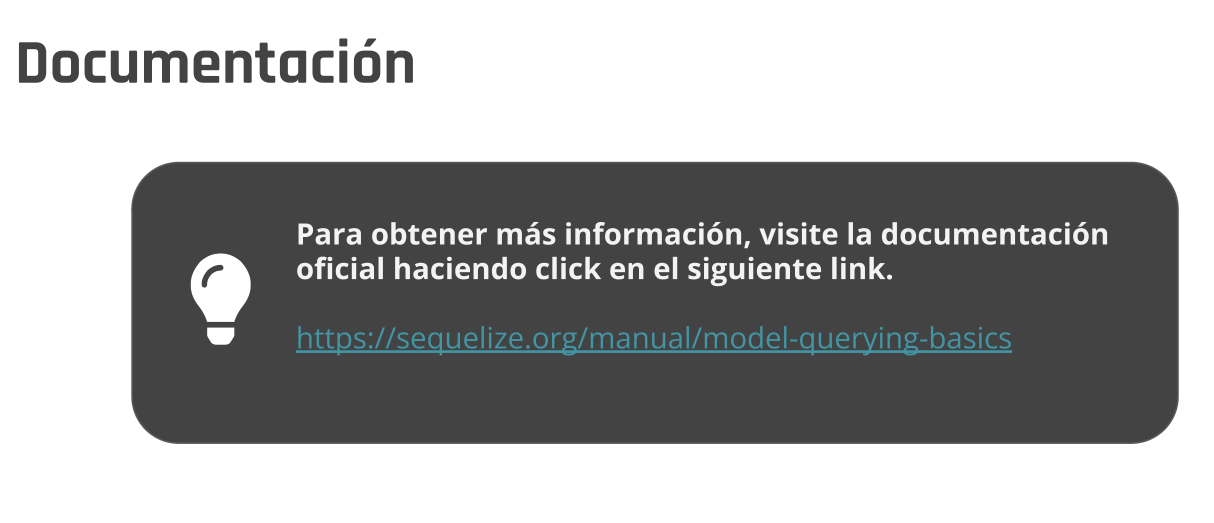 Documentación
Para obtener más información, visite la documentación
oficial haciendo click en el siguiente link.
https://sequelize.org/manual/model-querying-basics